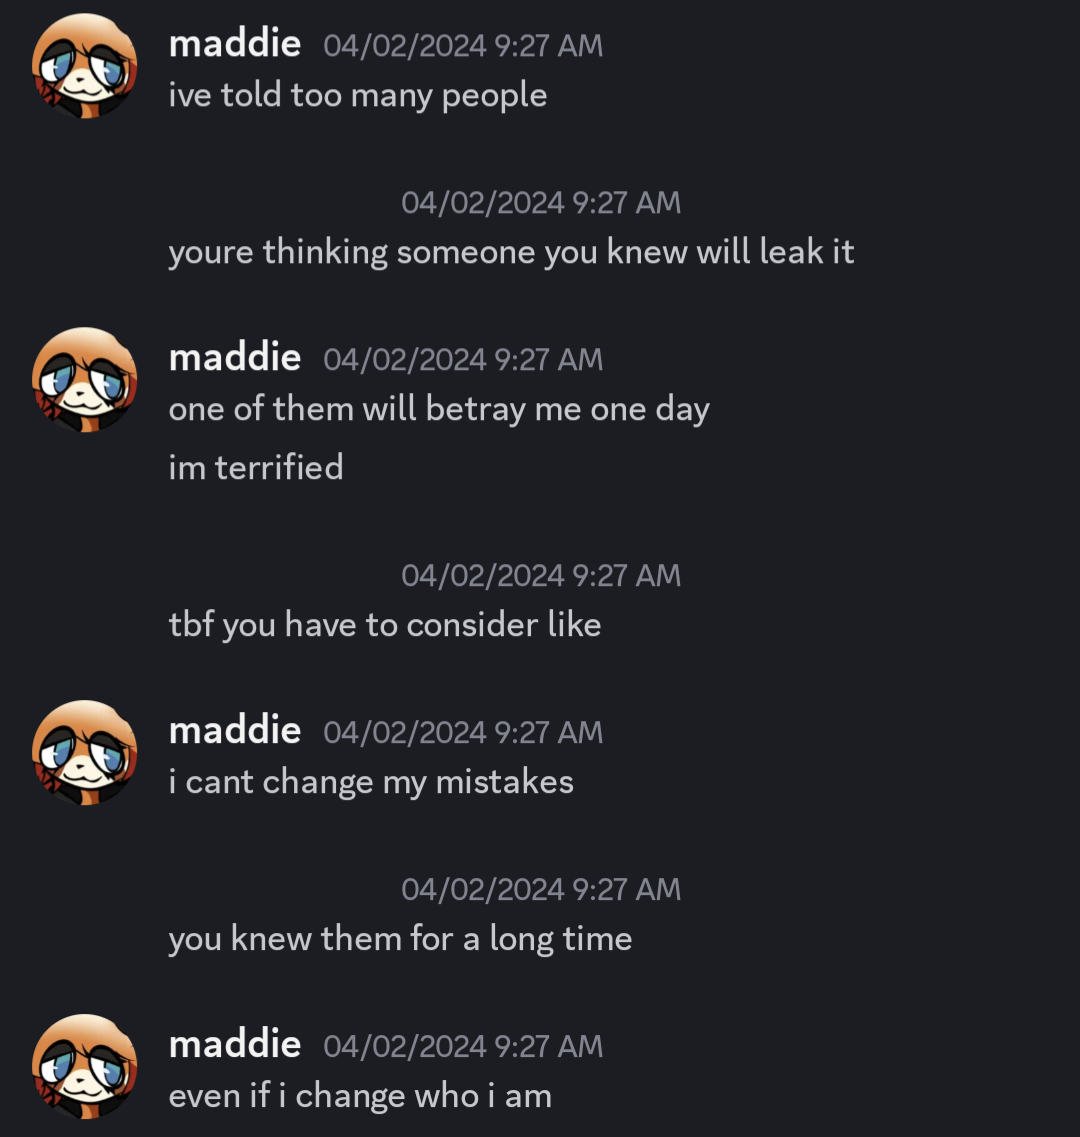 maddie 04/02/2024 9:27 AM
ive told too many people
04/02/2024 9:27 AM
youre thinking someone you knew will leak it
maddie 04/02/2024 9:27 AM
one of them will betray me one day
im terrified
04/02/2024 9:27 AM
tbf you have to consider like
maddie 04/02/2024 9:27 AM
i cant change my mistakes
04/02/2024 9:27 AM
you knew them for a long time
maddie 04/02/2024 9:27 AM
even if i change who i am